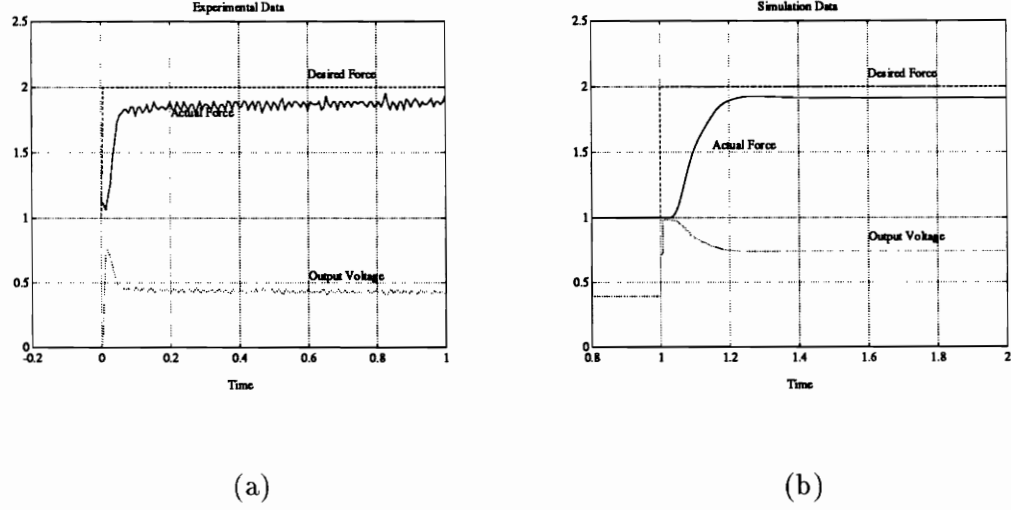 Experimental Data
2.5
2
1.5
1
0.5
0
Desired Force
Actual Force
Output Voltage
-0.2
0
0.2
0.4
0.6
0.8
1
Time
(a)
Simulation Data
2.5
2
1.5
1
0.5
0
Desired Force
Actual Force
Output Voltage
0.8
1
1.2
1.4
1.6
1.8
2
Time
(b)